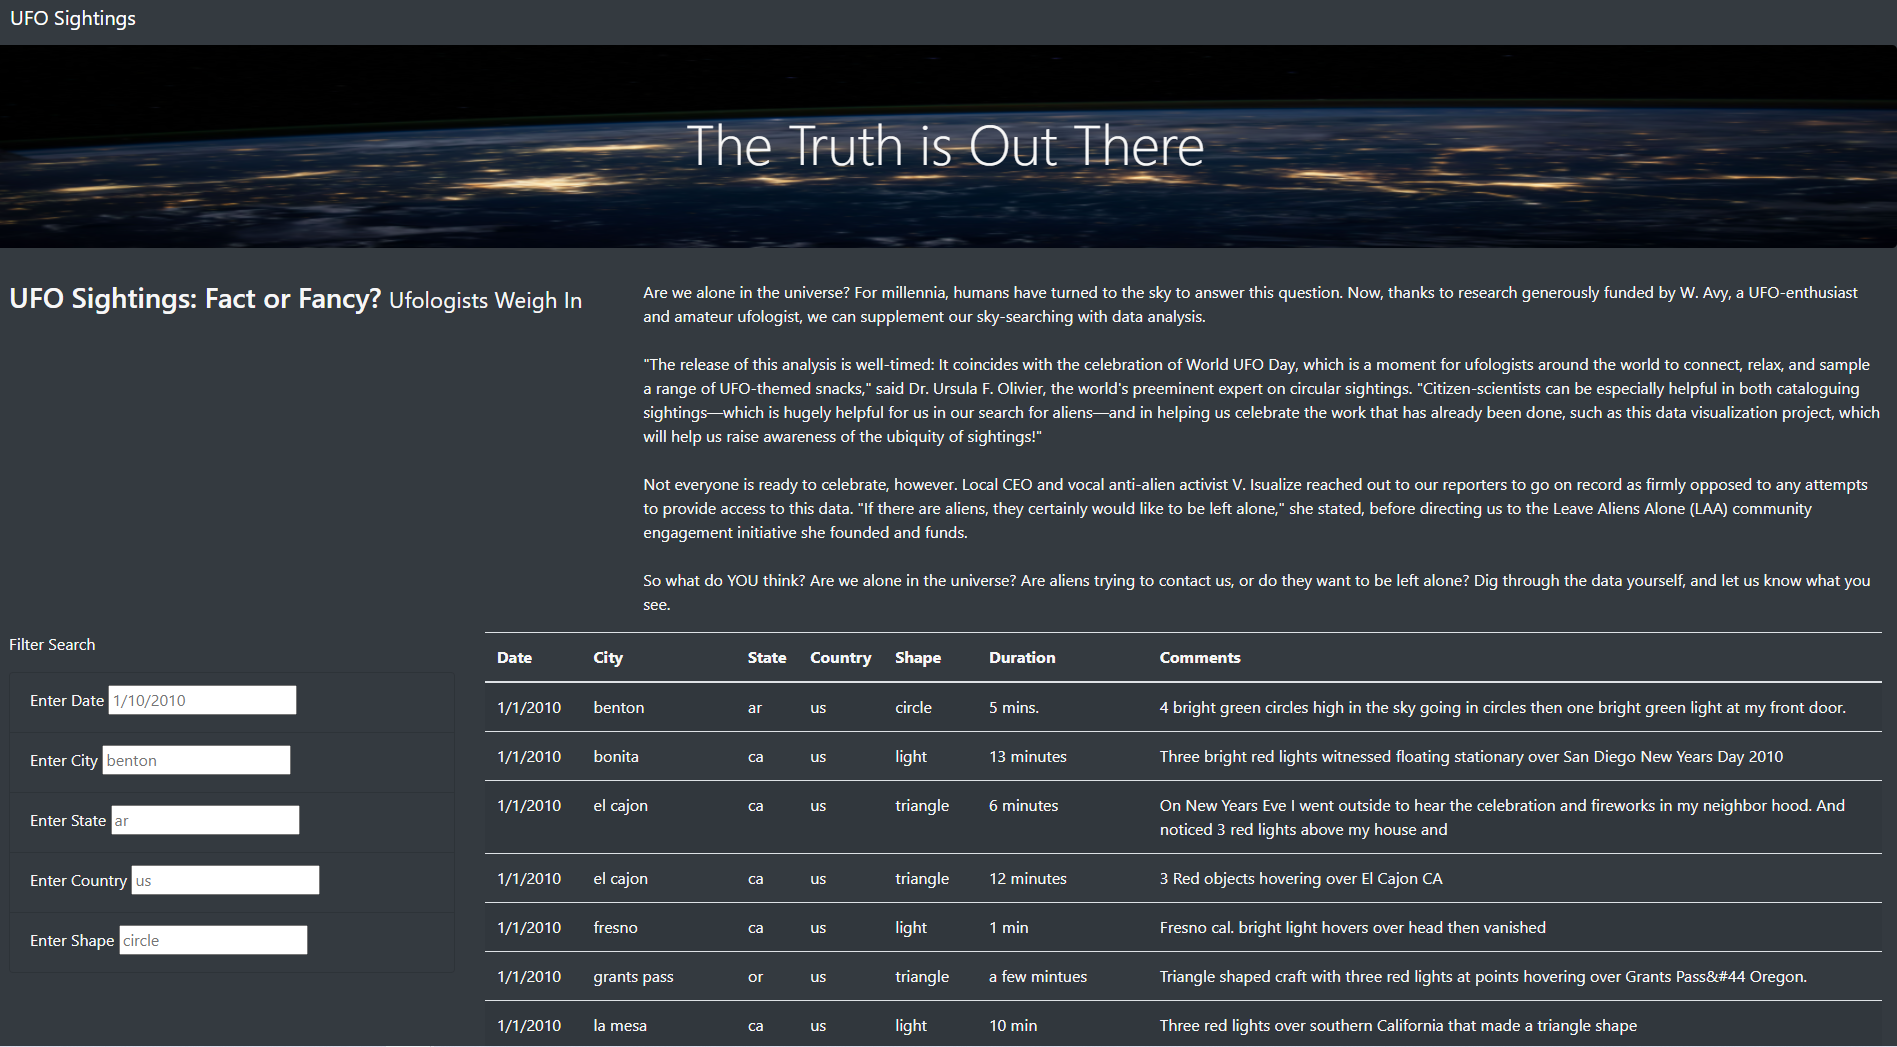 UFO Sightings
The Truth is Out There
UFO Sightings: Fact or Fancy? Ufologists Weigh In
Are we alone in the universe? For millennia, humans have turned to the sky to answer this question. Now, thanks to research generously funded by W. Avy, a UFO-enthusiast
and amateur ufologist, we can supplement our sky-searching with data analysis.
"The release of this analysis is well-timed: It coincides with the celebration of World UFO Day, which is a moment for ufologists around the world to connect, relax, and sample
a range of UFO-themed snacks," said Dr. Ursula F. Olivier, the world's preeminent expert on circular sightings. "Citizen-scientists can be especially helpful in both cataloguing
sightings—which is hugely helpful for us in our search for aliens—and in helping us celebrate the work that has already been done, such as this data visualization project, which
will help us raise awareness of the ubiquity of sightings!"
Not everyone is ready to celebrate, however. Local CEO and vocal anti-alien activist V. Isualize reached out to our reporters to go on record as firmly opposed to any attempts
to provide access to this data. "If there are aliens, they certainly would like to be left alone," she stated, before directing us to the Leave Aliens Alone (LAA) community
engagement initiative she founded and funds.
So what do YOU think? Are we alone in the universe? Are aliens trying to contact us, or do they want to be left alone? Dig through the data yourself, and let us know what you
see.
Filter Search
Enter Date 1/10/2010
Enter City benton
Enter State ar
Enter Country us
Enter Shape circle
Date City State Country Shape Duration Comments
1/1/2010 benton ar us circle 5 mins. 4 bright green circles high in the sky going in circles then one bright green light at my front door.
1/1/2010 bonita ca us light 13 minutes Three bright red lights witnessed floating stationary over San Diego New Years Day 2010
1/1/2010 el cajon ca us triangle 6 minutes On New Years Eve I went outside to hear the celebration and fireworks in my neighbor hood. And
noticed 3 red lights above my house and
1/1/2010 el cajon ca us triangle 12 minutes 3 Red objects hovering over El Cajon CA
1/1/2010 fresno ca us light 1 min Fresno cal. bright light hovers over head then vanished
1/1/2010 grants pass or us triangle a few mintues Triangle shaped craft with three red lights at points hovering over Grants Pass&#44 Oregon.
1/1/2010 la mesa ca us light 10 min Three red lights over southern California that made a triangle shape